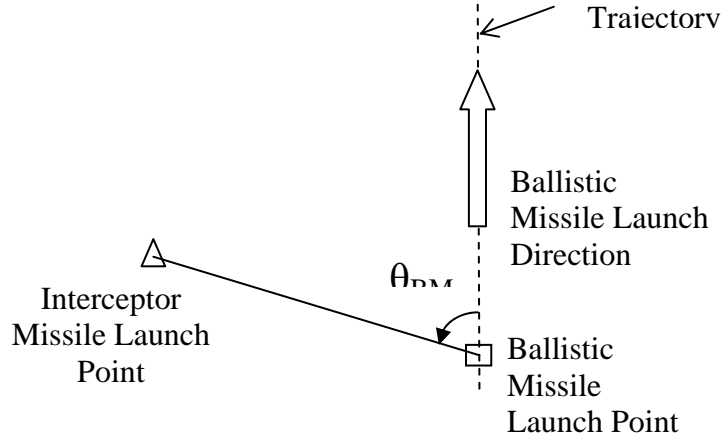 Trajectory
Ballistic
Missile Launch
Direction
θBM
Interceptor
Missile Launch
Point
Ballistic
Missile
Launch Point